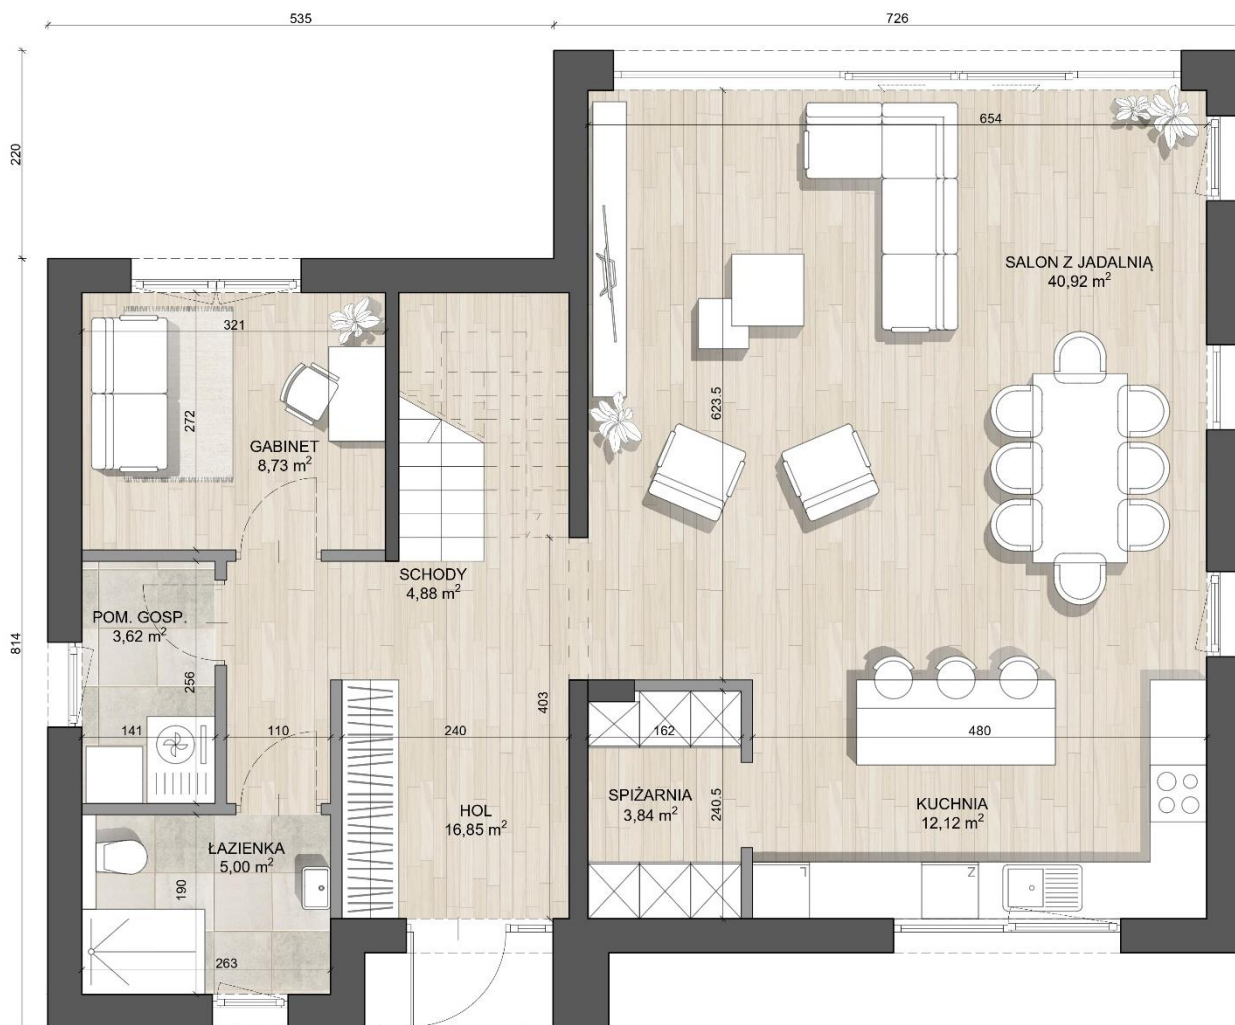 535
726
220
654
SALON Z JADALNIĄ
40,92 m²
321
272
623.5
GABINET
8,73 m²
SCHODY
4,88 m²
POM. GOSP.
3,62 m²
814
256
403
141
110
240
162
480
SPIŻARNIA
3,84 m²
240.5
KUCHNIA
12,12 m²
HOL
16,85 m²
ŁAZIENKA
5,00 m²
190
L
Z
263